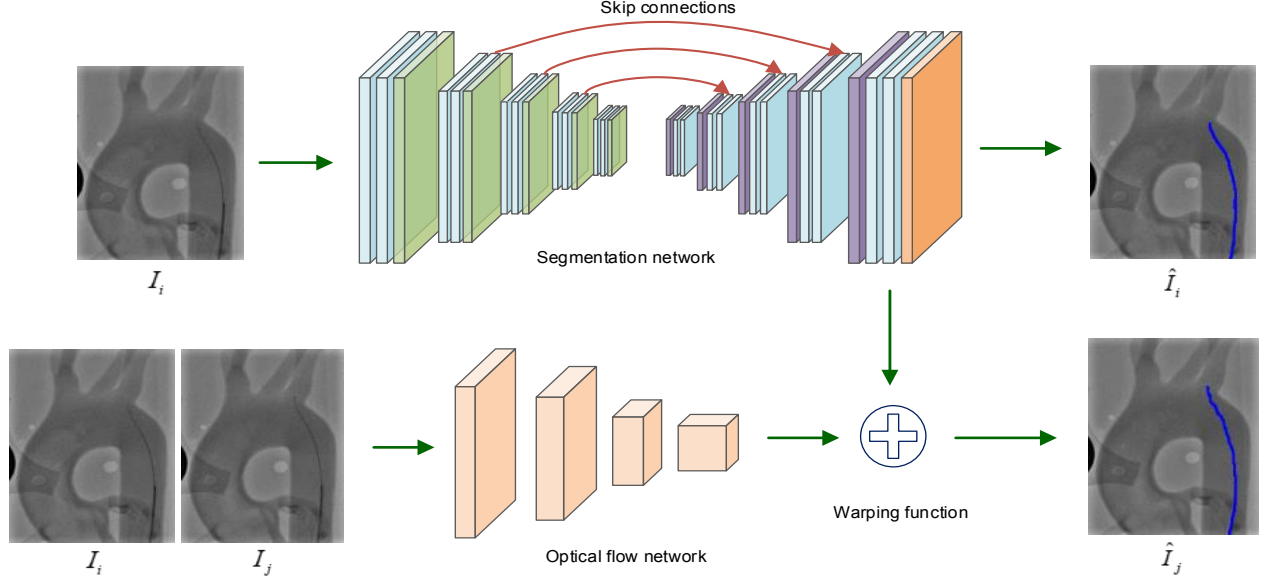 Skip connections
Segmentation network
I_i
Î_i
Warping function
Optical flow network
I_i
I_j
Î_j